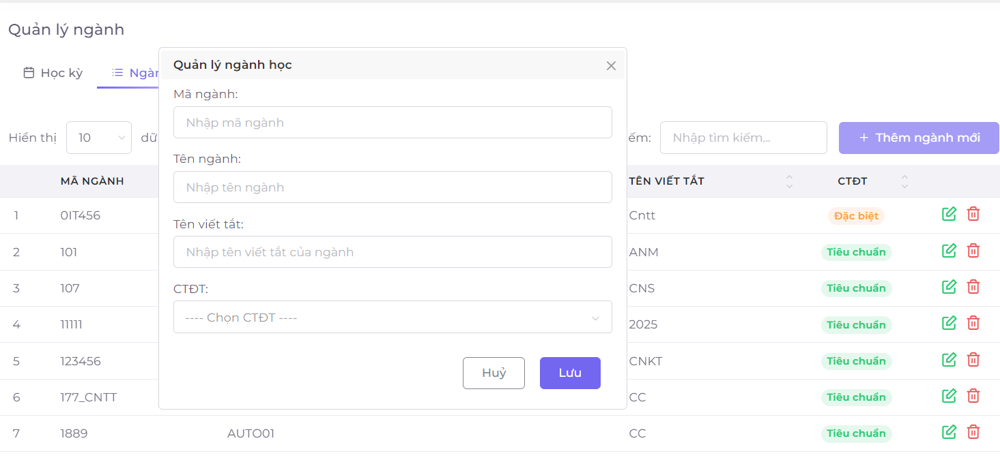 Quản lý ngành
Học kỳ
Quản lý ngành học
Mã ngành:
Nhập mã ngành
Tên ngành:
Nhập tên ngành
Tên viết tắt:
Nhập tên viết tắt của ngành
CTĐT:
---- Chọn CTĐT ----
Huỷ Lưu
Hiển thị 10 Nhập tìm kiếm... + Thêm ngành mới
MÃ NGÀNH TÊN VIẾT TẮT CTĐT
1 0IT456 Cntt Đặc biệt
2 101 ANM Tiêu chuẩn
3 107 CNS Tiêu chuẩn
4 11111 2025 Tiêu chuẩn
5 123456 CNKT Tiêu chuẩn
6 177_CNTT CC Tiêu chuẩn
7 1889 AUTO01 CC Tiêu chuẩn